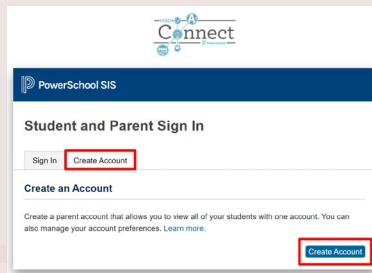 Connect
PowerSchool SIS
Student and Parent Sign In
Sign In
Create Account
Create an Account
Create a parent account that allows you to view all of your students with one account. You can
also manage your account preferences. Learn more.
Create Account